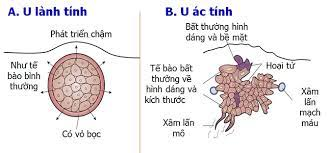 A. U lành tính
Phát triển chậm
Như tế
bào bình
thường
Có vỏ bọc
B. U ác tính
Bất thường hình
dáng và bề mặt
Hoại tử
Tế bào bất
thường về
hình dáng và
kích thước
Xâm
lấn
mạch
máu
Xâm lấn
mô